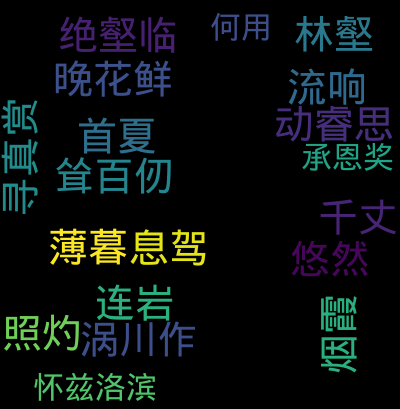 何用
绝壑临
林壑
晚花鲜
流响
寻真赏
动睿思
首夏
承恩奖
耸百仞
千丈
薄暮息驾
悠然
连岩
烟霞
照灼
涡川作
怀兹洛滨